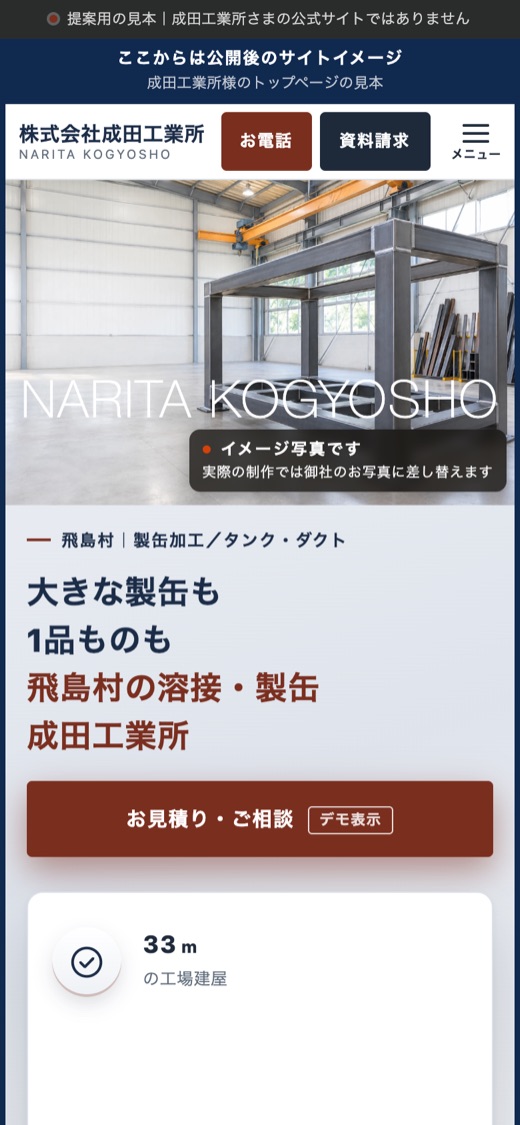 提案用の見本｜成田工業所さまの公式サイトではありません
ここからは公開後のサイトイメージ
成田工業所様のトップページの見本
株式会社成田工業所
NARITA KOGYOSHO
お電話
資料請求
メニュー
NARITA KOGYOSHO
イメージ写真です
実際の制作では御社のお写真に差し替えます
飛島村｜製缶加工／タンク・ダクト
大きな製缶も
1品ものも
飛島村の溶接・製缶
成田工業所
お見積り・ご相談 デモ表示
33 m
の工場建屋